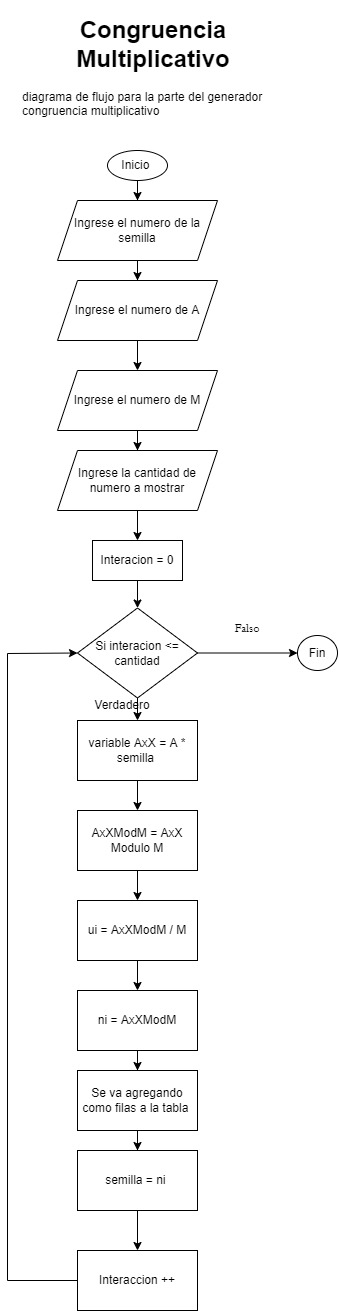 Congruencia
Multiplicativo
diagrama de flujo para la parte del generador
congruencia multiplicativo
Inicio
Ingrese el numero de la
semilla
Ingrese el numero de A
Ingrese el numero de M
Ingrese la cantidad de
numero a mostrar
Interacion = 0
Si interacion <=
cantidad
Falso
Fin
Verdadero
variable AxX = A *
semilla
AxXModM = AxX
Modulo M
ui = AxXModM / M
ni = AxXModM
Se va agregando
como filas a la tabla
semilla = ni
Interaccion ++